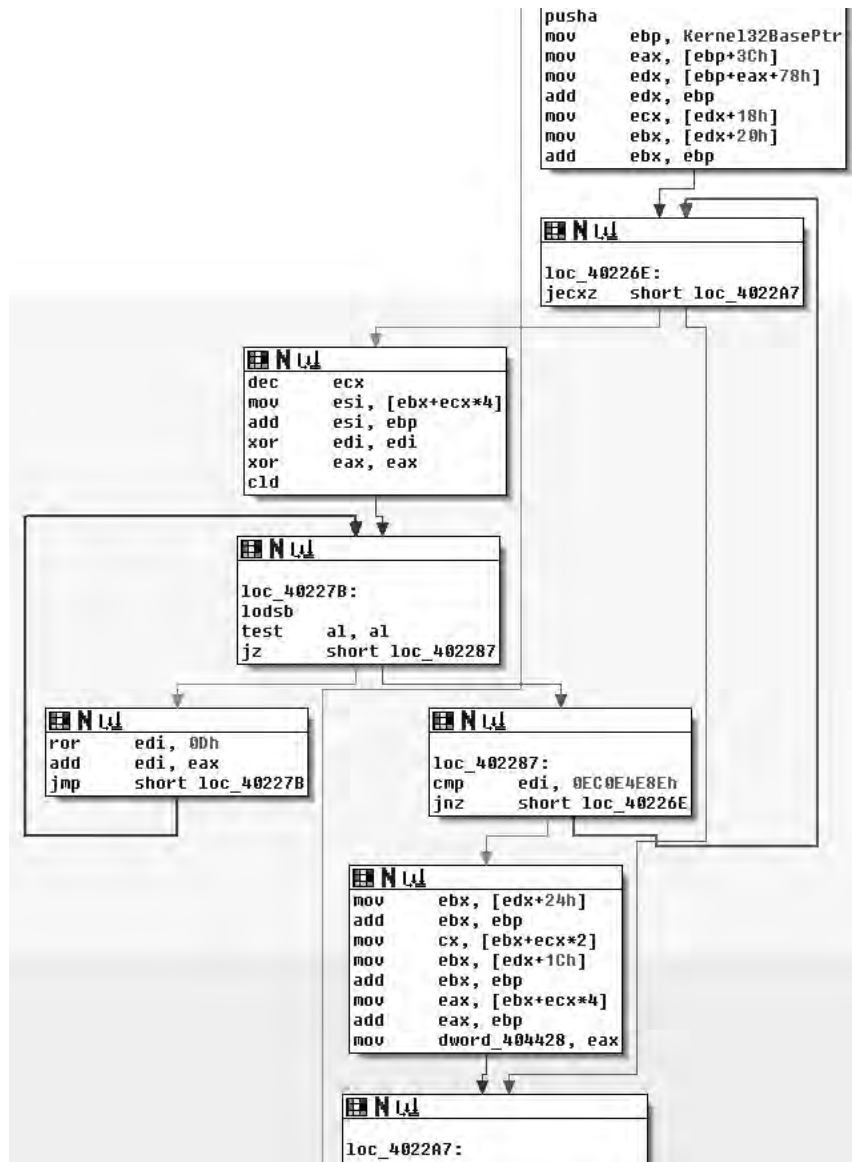 pusha
mov ebp, Kernel32BasePtr
mov eax, [ebp+3Ch]
mov edx, [ebp+eax+78h]
add edx, ebp
mov ecx, [edx+18h]
mov ebx, [edx+20h]
add ebx, ebp
loc_40226E:
jecxz short loc_4022A7
dec ecx
mov esi, [ebx+ecx*4]
add esi, ebp
xor edi, edi
xor eax, eax
cld
loc_40227B:
lodsb
test al, al
jz short loc_402287
ror edi, 0Dh
add edi, eax
jmp short loc_40227B
loc_402287:
cmp edi, 0EC0E4E8Eh
jnz short loc_40226E
mov ebx, [edx+24h]
add ebx, ebp
mov cx, [ebx+ecx*2]
mov ebx, [edx+1Ch]
add ebx, ebp
mov eax, [ebx+ecx*4]
add eax, ebp
mov dword_404428, eax
loc_4022A7: